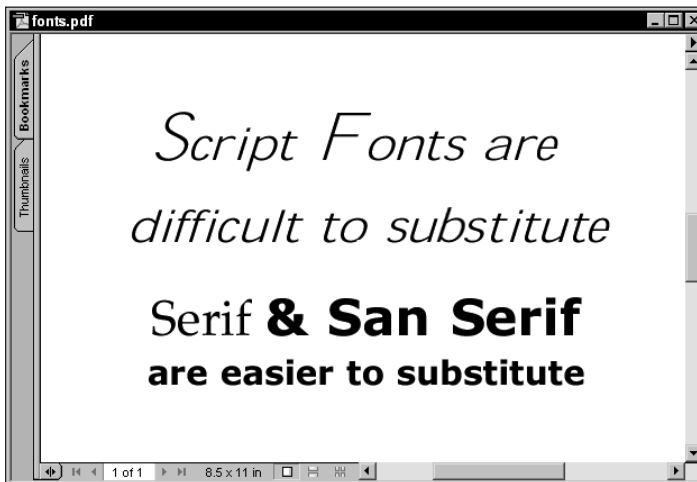 fonts.pdf
Bookmarks
Thumbnails
Script Fonts are
difficult to substitute
Serif & San Serif
are easier to substitute
1 of 1 8.5 x 11 in